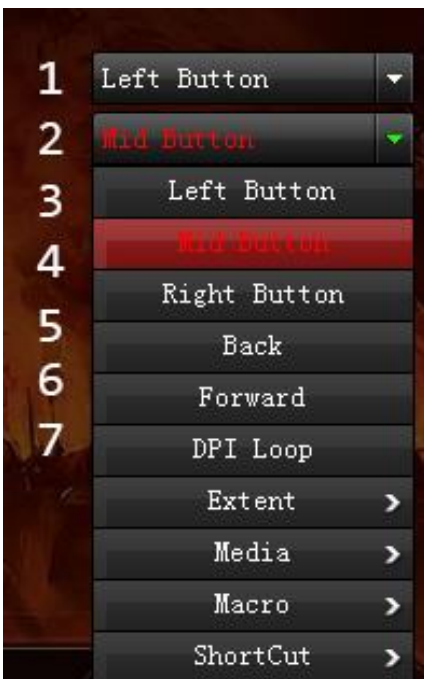 1 Left Button
2 Mid Button
3 Left Button
4 Mid Button
Right Button
5 Back
6 Forward
7 DPI Loop
Extent
Media
Macro
ShortCut